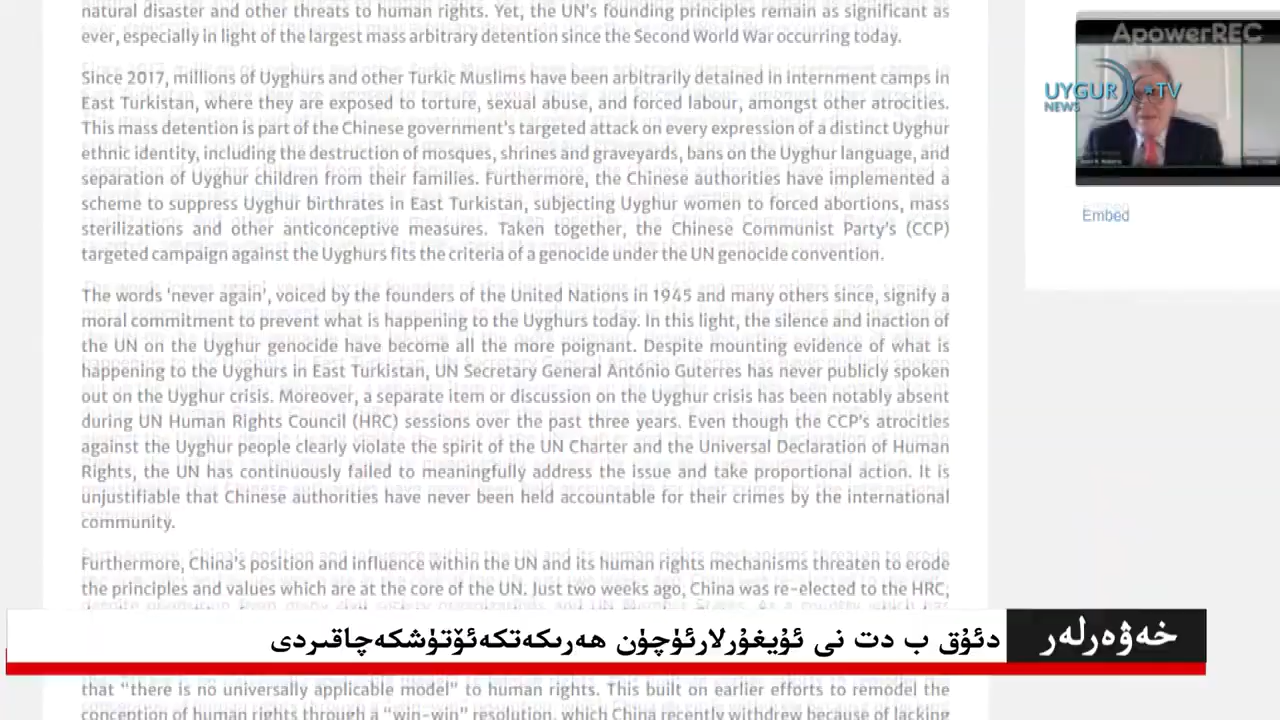 natural disaster and other threats to human rights. Yet, the UN's founding principles remain as significant as
ever, especially in light of the largest mass arbitrary detention since the Second World War occurring today.
Since 2017, millions of Uyghurs and other Turkic Muslims have been arbitrarily detained in internment camps in
East Turkistan, where they are exposed to torture, sexual abuse, and forced labour, amongst other atrocities.
This mass detention is part of the Chinese government's targeted attack on every expression of a distinct Uyghur
ethnic identity, including the destruction of mosques, shrines and graveyards, bans on the Uyghur language, and
separation of Uyghur children from their families. Furthermore, the Chinese authorities have implemented a
scheme to suppress Uyghur birthrates in East Turkistan, subjecting Uyghur women to forced abortions, mass
sterilizations and other anticonceptive measures. Taken together, the Chinese Communist Party's (CCP)
targeted campaign against the Uyghurs fits the criteria of a genocide under the UN genocide convention.
The words 'never again', voiced by the founders of the United Nations in 1945 and many others since, signify a
moral commitment to prevent what is happening to the Uyghurs today. In this light, the silence and inaction of
the UN on the Uyghur genocide have become all the more poignant. Despite mounting evidence of what is
happening to the Uyghurs in East Turkistan, UN Secretary General António Guterres has never publicly spoken
out on the Uyghur crisis. Moreover, a separate item or discussion on the Uyghur crisis has been notably absent
during UN Human Rights Council (HRC) sessions over the past three years. Even though the CCP's atrocities
against the Uyghur people clearly violate the spirit of the UN Charter and the Universal Declaration of Human
Rights, the UN has continuously failed to meaningfully address the issue and take proportional action. It is
unjustifiable that Chinese authorities have never been held accountable for their crimes by the international
community.
Furthermore, China's position and influence within the UN and its human rights mechanisms threaten to erode
the principles and values which are at the core of the UN. Just two weeks ago, China was re-elected to the HRC,
that "there is no universally applicable model" to human rights. This built on earlier efforts to remodel the
conception of human rights through a "win-win" resolution, which China recently withdrew because of lacking
ApowerREC
UYGUR TV
NEWS
Embed
خەۋەرلەر
دئۇق ب دت نى ئۇيغۇرلارئۈچۈن ھەرىكەتكەئۆتۈشكەچاقىردى